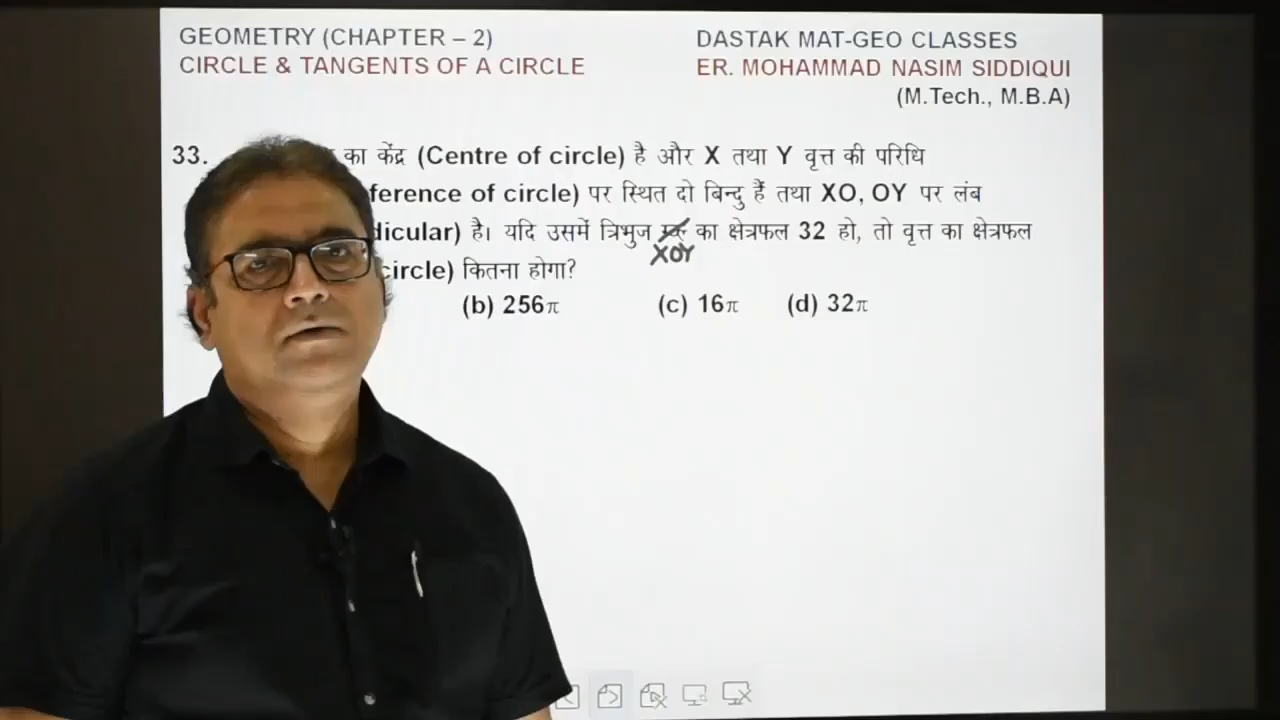 GEOMETRY (CHAPTER – 2)
CIRCLE & TANGENTS OF A CIRCLE
DASTAK MAT-GEO CLASSES
ER. MOHAMMAD NASIM SIDDIQUI
(M.Tech., M.B.A)
33. का केंद्र (Centre of circle) है और X तथा Y वृत्त की परिधि
ference of circle) पर स्थित दो बिन्दु हैं तथा XO, OY पर लंब
dicular) है। यदि उसमें त्रिभुज का क्षेत्रफल 32 हो, तो वृत्त का क्षेत्रफल
XOY
circle) कितना होगा?
(b) 256π (c) 16π (d) 32π